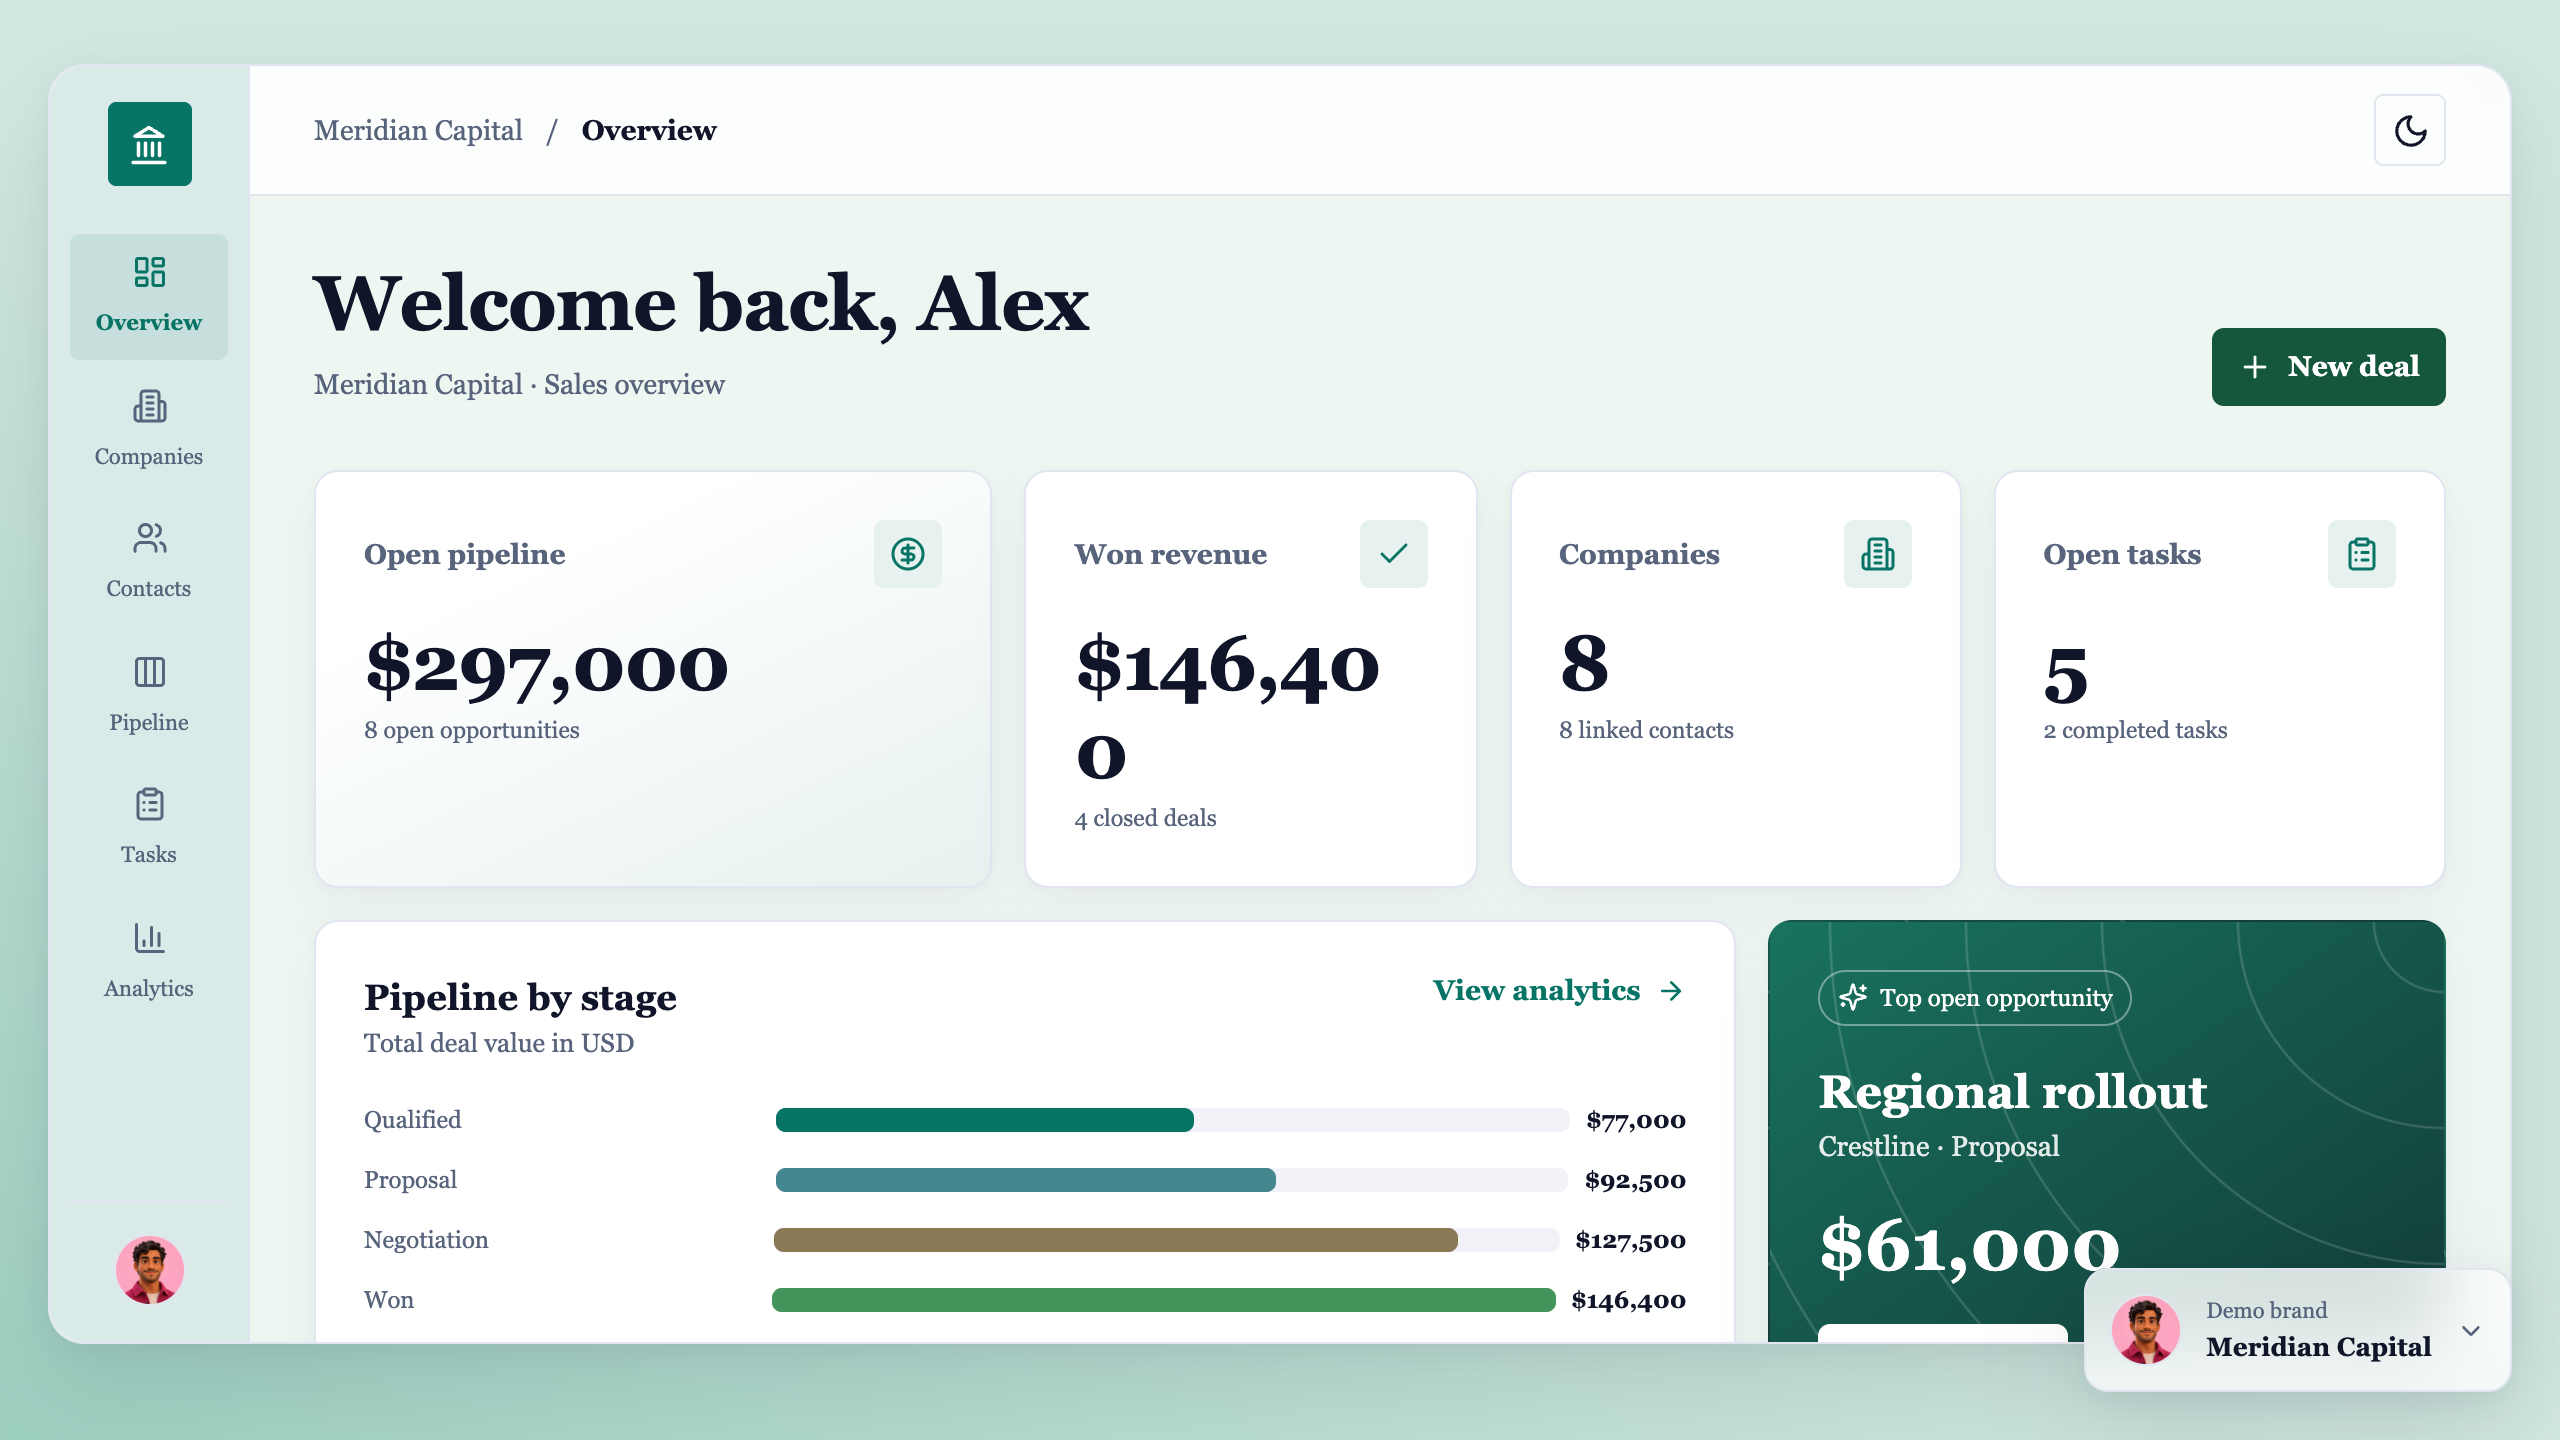 Meridian Capital / Overview
Overview
Companies
Contacts
Pipeline
Tasks
Analytics
Welcome back, Alex
Meridian Capital · Sales overview
New deal
Open pipeline
$297,000
8 open opportunities
Won revenue
$146,40
0
4 closed deals
Companies
8
8 linked contacts
Open tasks
5
2 completed tasks
Pipeline by stage
Total deal value in USD
View analytics
Qualified $77,000
Proposal $92,500
Negotiation $127,500
Won $146,400
Top open opportunity
Regional rollout
Crestline · Proposal
$61,000
Demo brand
Meridian Capital